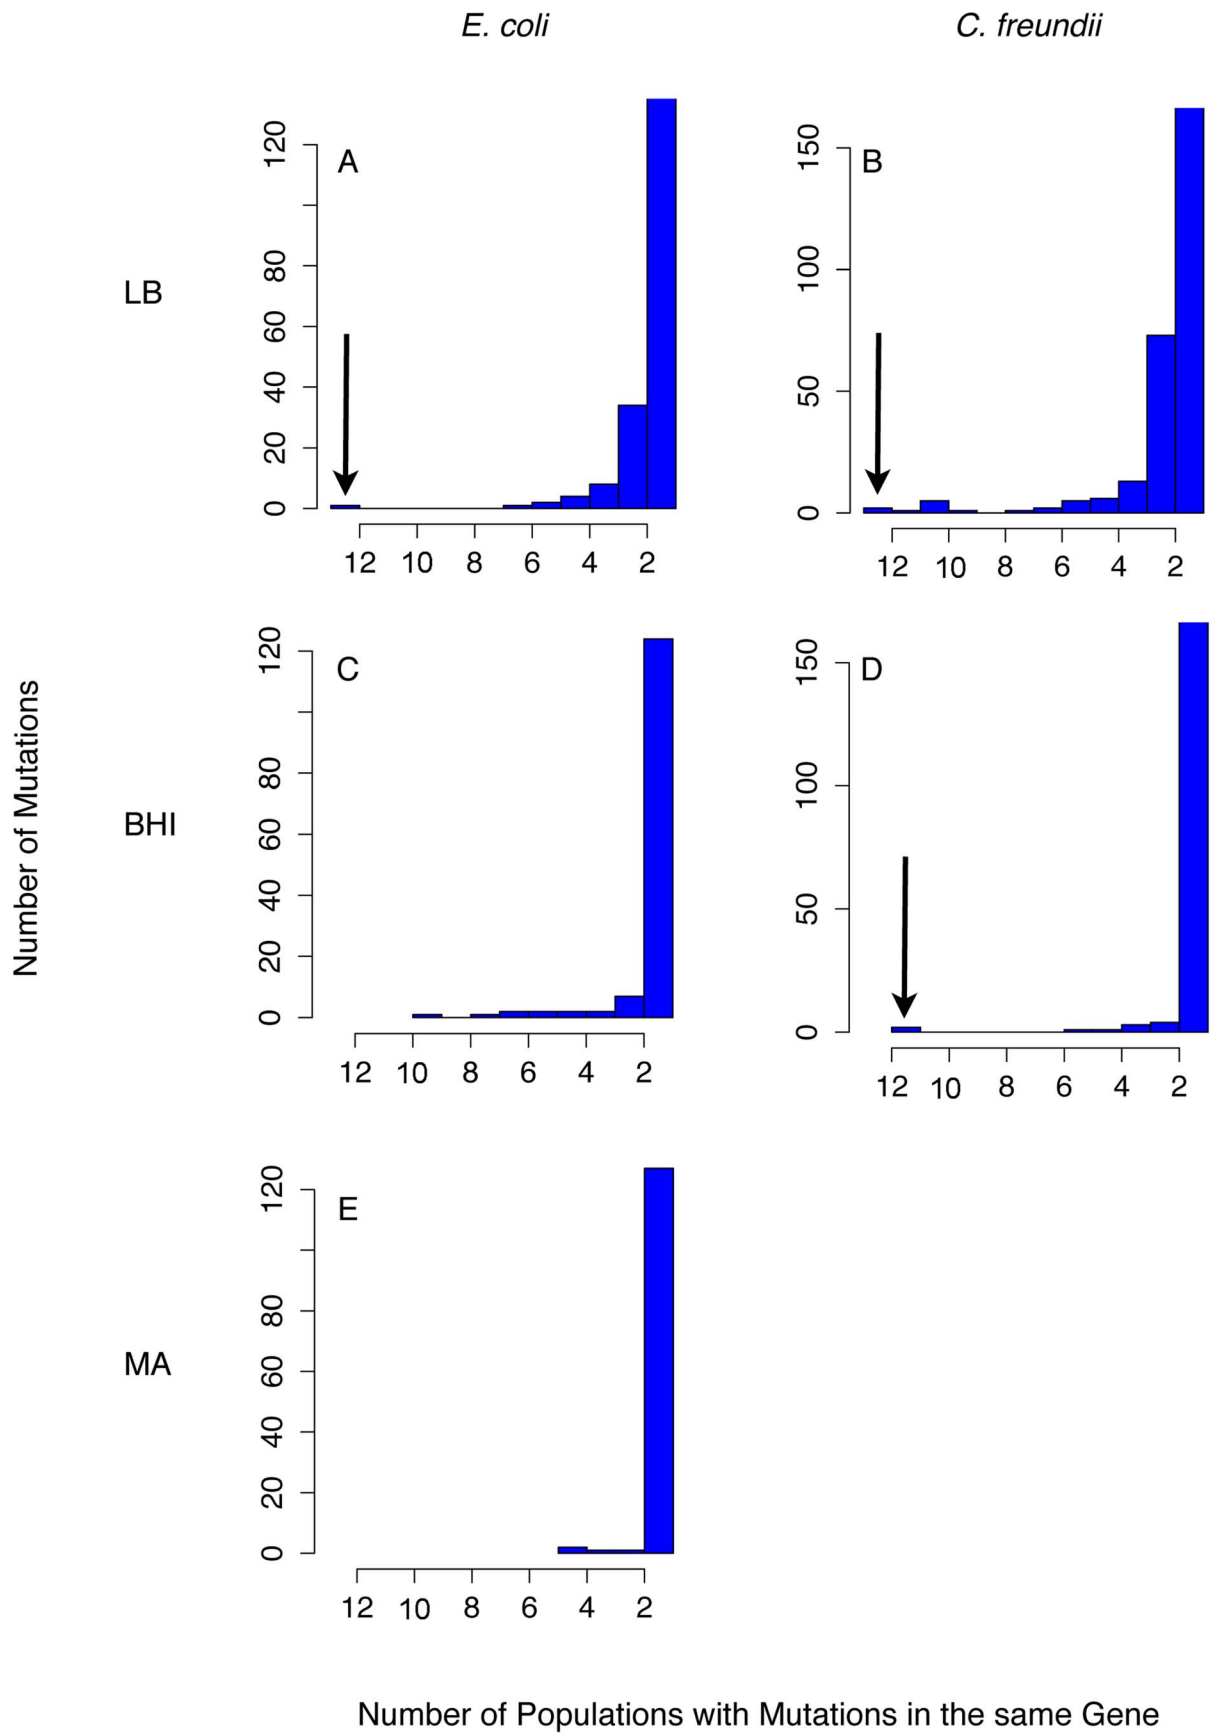 E. coli
C. freundii
LB
A
120
80
60
40
20
0
12 10 8 6 4 2
B
150
100
50
0
12 10 8 6 4 2
Number of Mutations
BHI
C
120
80
60
40
20
0
12 10 8 6 4 2
D
150
100
50
0
12 10 8 6 4 2
MA
E
120
80
60
40
20
0
12 10 8 6 4 2
Number of Populations with Mutations in the same Gene